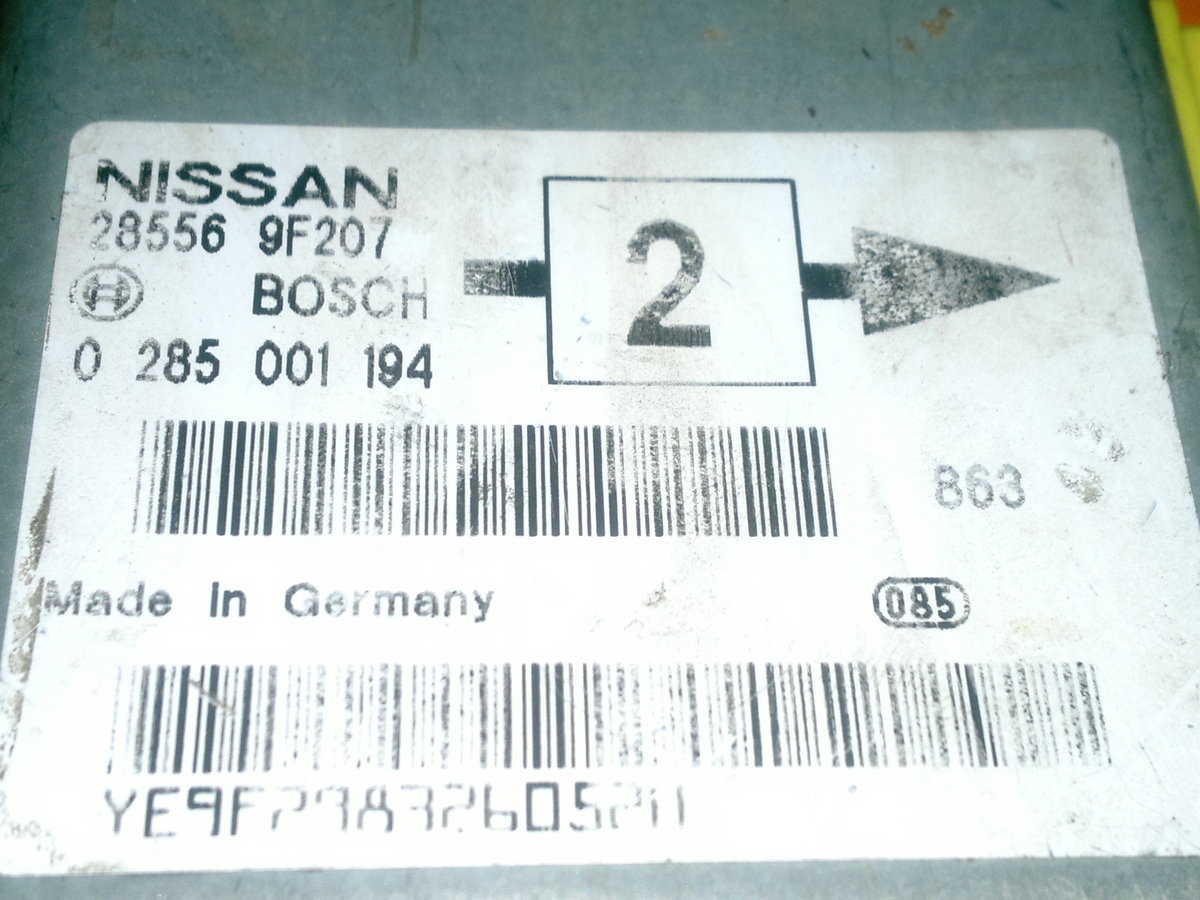 NISSAN
28556 9F207
2
BOSCH
0 285 001 194
863
Made in Germany
085